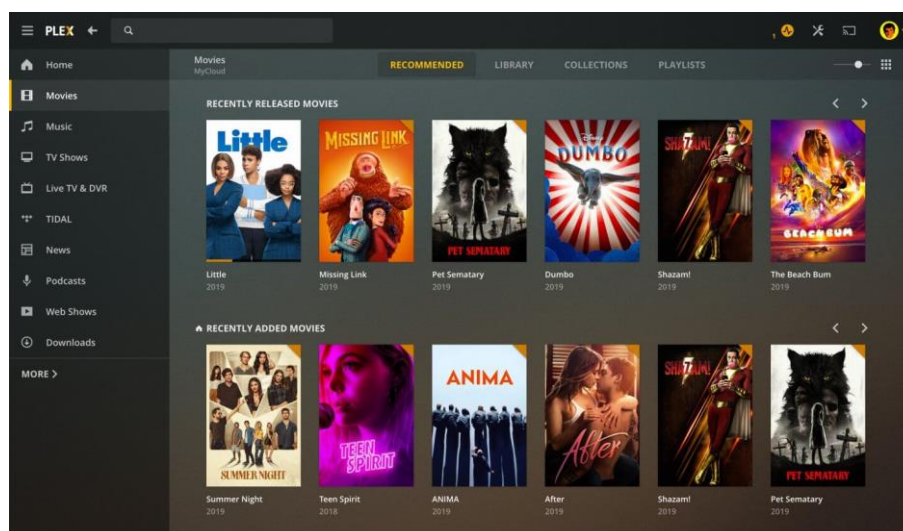 PLEX
1
Home
Movies
Music
TV Shows
Live TV & DVR
TIDAL
News
Podcasts
Web Shows
Downloads
MORE >
Movies
MyCloud
RECOMMENDED
LIBRARY
COLLECTIONS
PLAYLISTS
RECENTLY RELEASED MOVIES
Little
MISSING LINK
PET SEMATARY
Disney
DUMBO
SHAZAM!
BEACH BUM
Little
2019
Missing Link
2019
Pet Sematary
2019
Dumbo
2019
Shazam!
2019
The Beach Bum
2019
RECENTLY ADDED MOVIES
SUMMER NIGHT
TEEN SPIRIT
ANIMA
After
SHAZAM!
PET SEMATARY
Summer Night
2019
Teen Spirit
2018
ANIMA
2019
After
2019
Shazam!
2019
Pet Sematary
2019